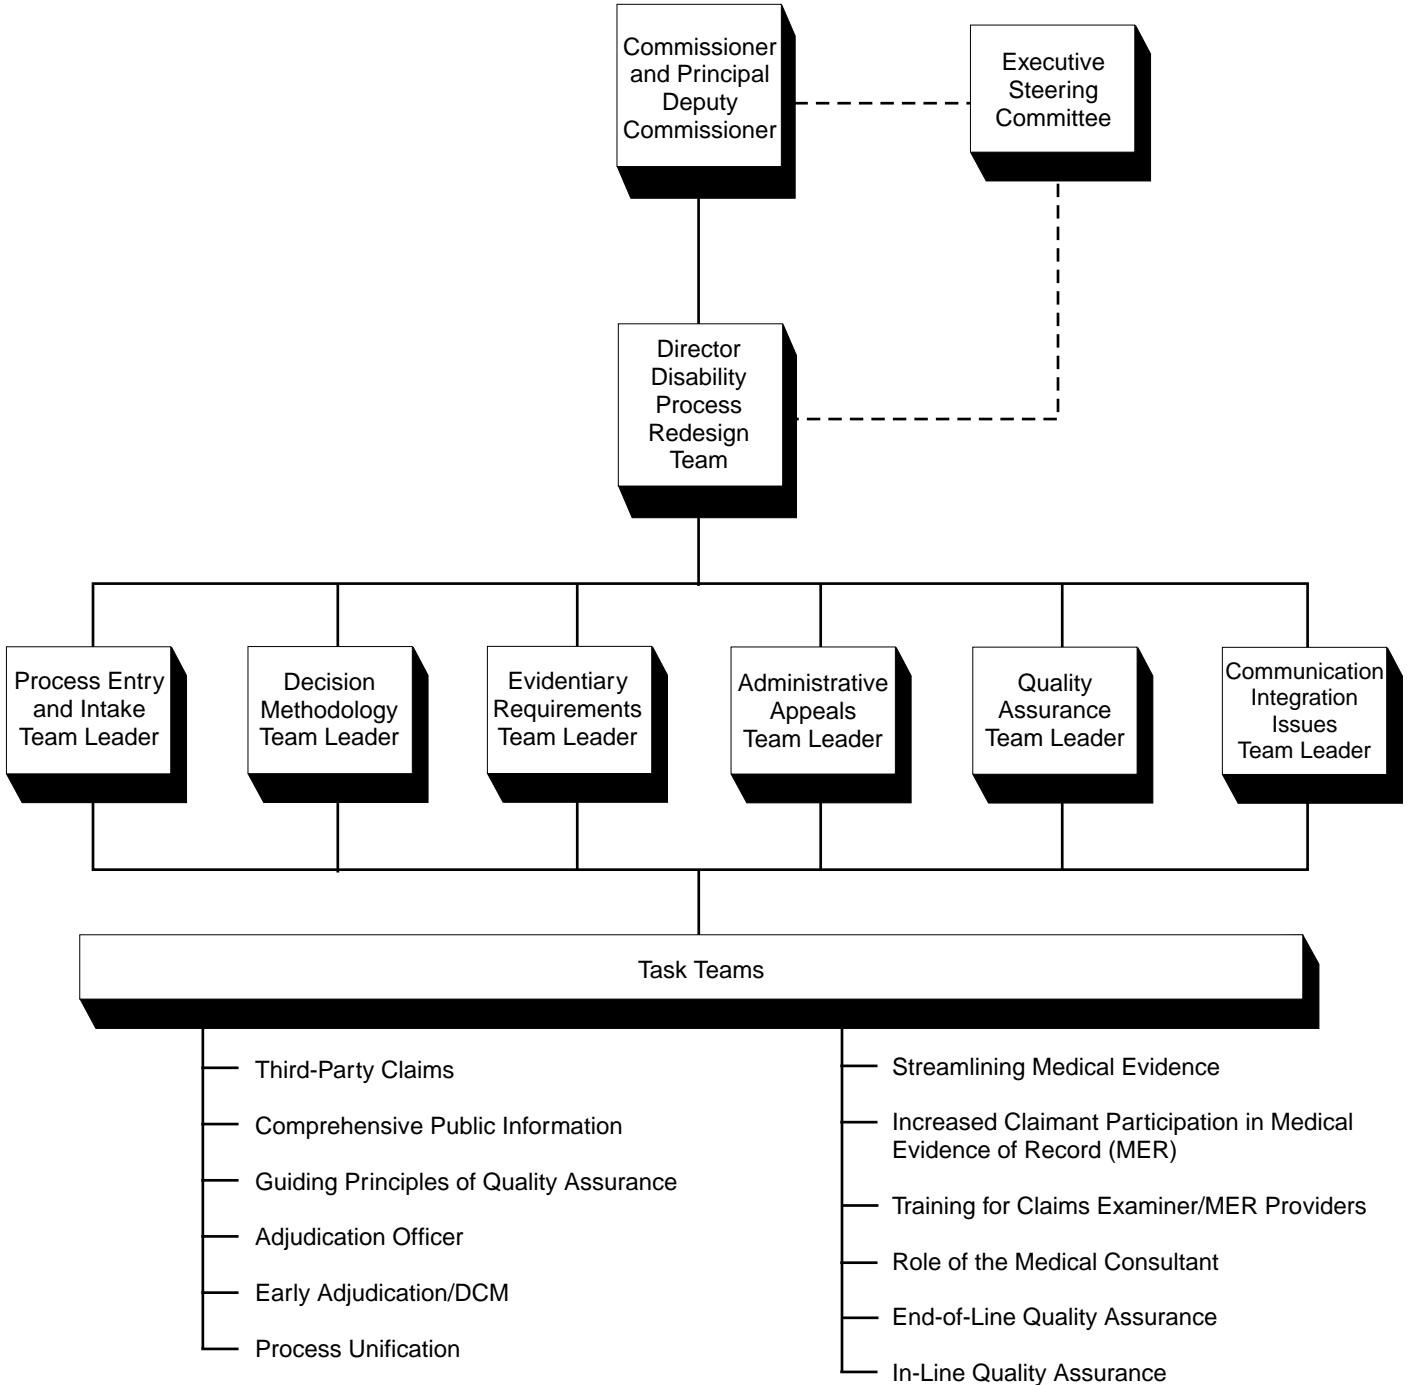 Commissioner
and Principal
Deputy
Commissioner
Executive
Steering
Committee
Director
Disability
Process
Redesign
Team
Process Entry
and Intake
Team Leader
Decision
Methodology
Team Leader
Evidentiary
Requirements
Team Leader
Administrative
Appeals
Team Leader
Quality
Assurance
Team Leader
Communication
Integration
Issues
Team Leader
Task Teams
Third-Party Claims
Comprehensive Public Information
Guiding Principles of Quality Assurance
Adjudication Officer
Early Adjudication/DCM
Process Unification
Streamlining Medical Evidence
Increased Claimant Participation in Medical
Evidence of Record (MER)
Training for Claims Examiner/MER Providers
Role of the Medical Consultant
End-of-Line Quality Assurance
In-Line Quality Assurance